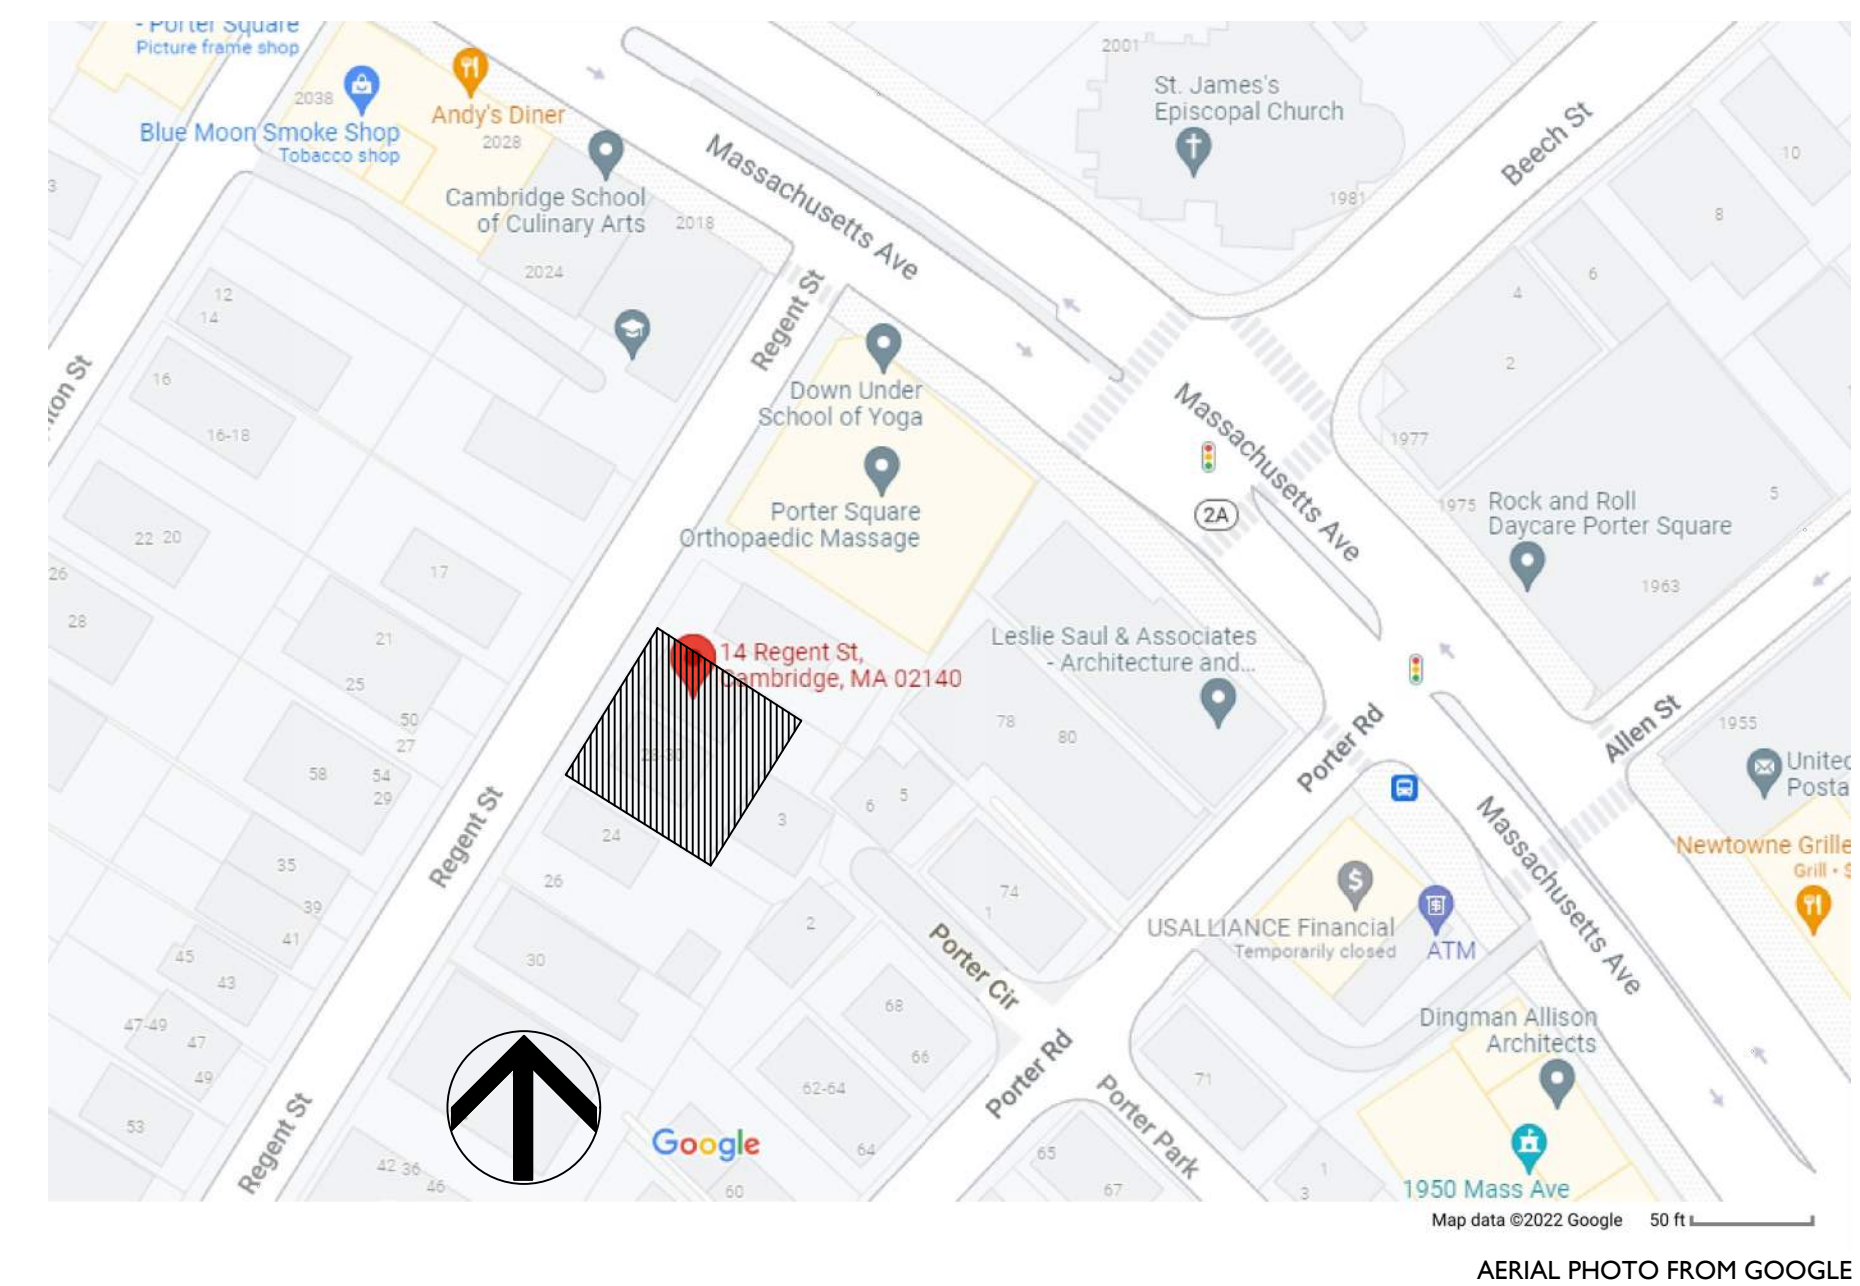 - Porter Square
Picture frame shop
2038
Blue Moon Smoke Shop
Tobacco shop
Andy's Diner
2028
Cambridge School
of Culinary Arts
2018
2024
Massachusetts Ave
2001
St. James's
Episcopal Church
1981
Beech St
10
8
6
4
2
3
12
14
16
16-18
22 20
26
28
17
21
25
50
27
58
54
29
Regent St
Down Under
School of Yoga
Porter Square
Orthopaedic Massage
Massachusetts Ave
2A
1977
1975
Rock and Roll
Daycare Porter Square
5
1963
14 Regent St,
Cambridge, MA 02140
28-30
24
26
3
6
5
Leslie Saul & Associates
- Architecture and...
78
80
Porter Rd
Allen St
1955
Regent St
35
39
41
45
43
47-49
47
49
53
30
2
74
1
Porter Cir
68
66
62-64
64
USALLIANCE Financial
Temporarily closed
ATM
Massachusetts Ave
Newtowne Grille
Grill
Dingman Allison
Architects
Porter Rd
Porter Park
71
65
67
1
3
1950 Mass Ave
Regent St
42 36
46
60
Google
Map data ©2022 Google
50 ft
AERIAL PHOTO FROM GOOGLE